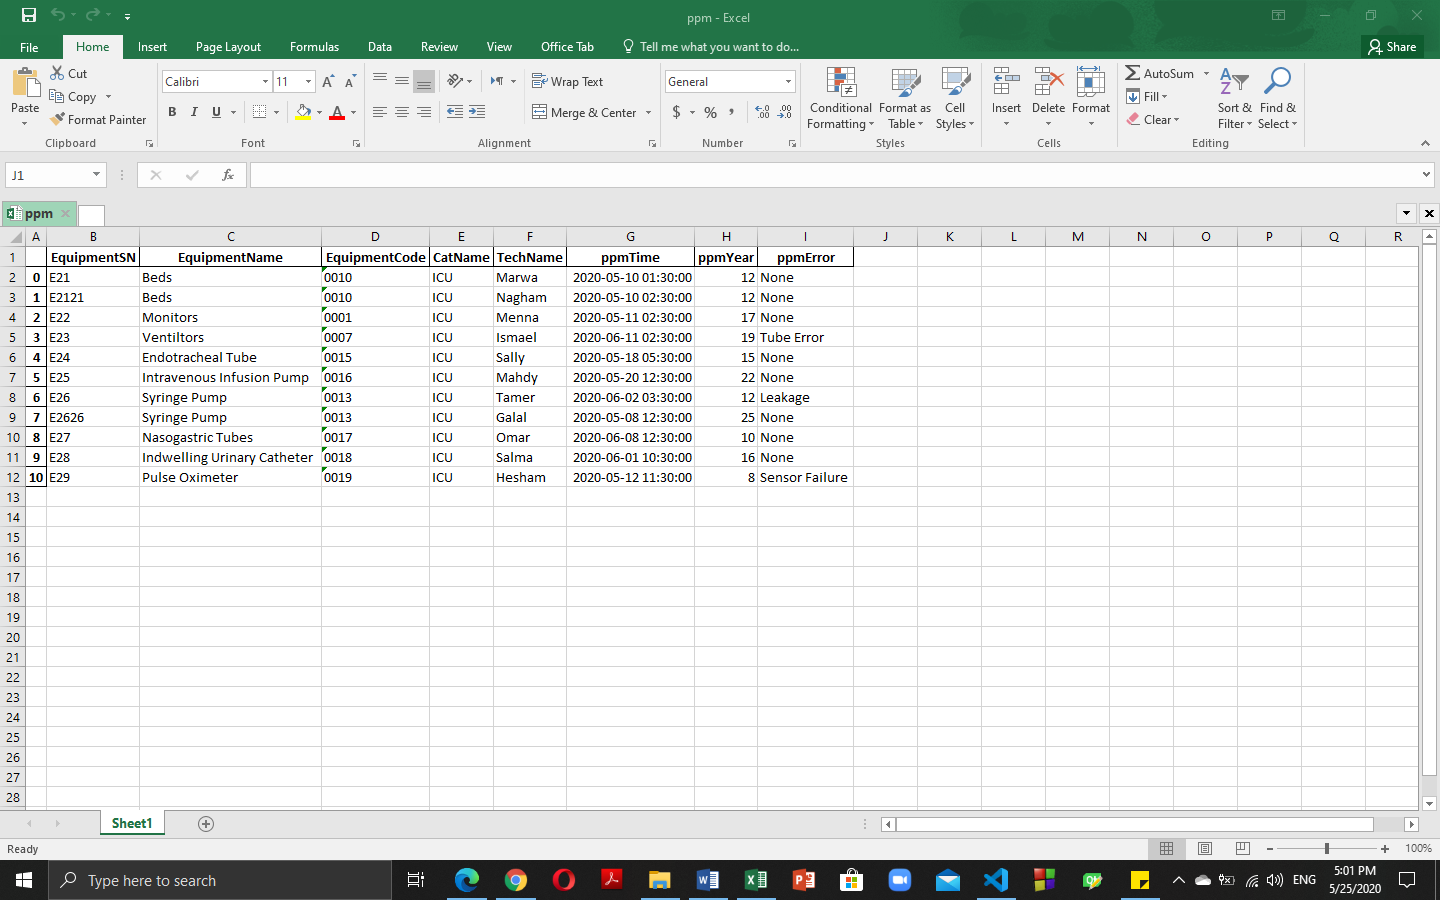 ppm - Excel
File Home Insert Page Layout Formulas Data Review View Office Tab Tell me what you want to do... Share
Paste
Cut
Copy
Format Painter
Clipboard
Calibri 11 A A
B I U A
Font
Wrap Text
Merge & Center
Alignment
General
$ % , .0 .00 .00 .0
Number
Conditional Formatting
Format as Table
Cell Styles
Styles
Insert Delete Format
Cells
AutoSum
Fill
Clear
Sort & Filter
Find & Select
Editing
J1 fx
ppm
A B C D E F G H I J K L M N O P Q R
1 EquipmentSN EquipmentName EquipmentCode CatName TechName ppmTime ppmYear ppmError
2 0 E21 Beds 0010 ICU Marwa 2020-05-10 01:30:00 12 None
3 1 E2121 Beds 0010 ICU Nagham 2020-05-10 02:30:00 12 None
4 2 E22 Monitors 0001 ICU Menna 2020-05-11 02:30:00 17 None
5 3 E23 Ventiltors 0007 ICU Ismael 2020-06-11 02:30:00 19 Tube Error
6 4 E24 Endotracheal Tube 0015 ICU Sally 2020-05-18 05:30:00 15 None
7 5 E25 Intravenous Infusion Pump 0016 ICU Mahdy 2020-05-20 12:30:00 22 None
8 6 E26 Syringe Pump 0013 ICU Tamer 2020-06-02 03:30:00 12 Leakage
9 7 E2626 Syringe Pump 0013 ICU Galal 2020-05-08 12:30:00 25 None
10 8 E27 Nasogastric Tubes 0017 ICU Omar 2020-06-08 12:30:00 10 None
11 9 E28 Indwelling Urinary Catheter 0018 ICU Salma 2020-06-01 10:30:00 16 None
12 10 E29 Pulse Oximeter 0019 ICU Hesham 2020-05-12 11:30:00 8 Sensor Failure
13
14
15
16
17
18
19
20
21
22
23
24
25
26
27
28
Sheet1
Ready 100%
Type here to search
ENG
5:01 PM
5/25/2020